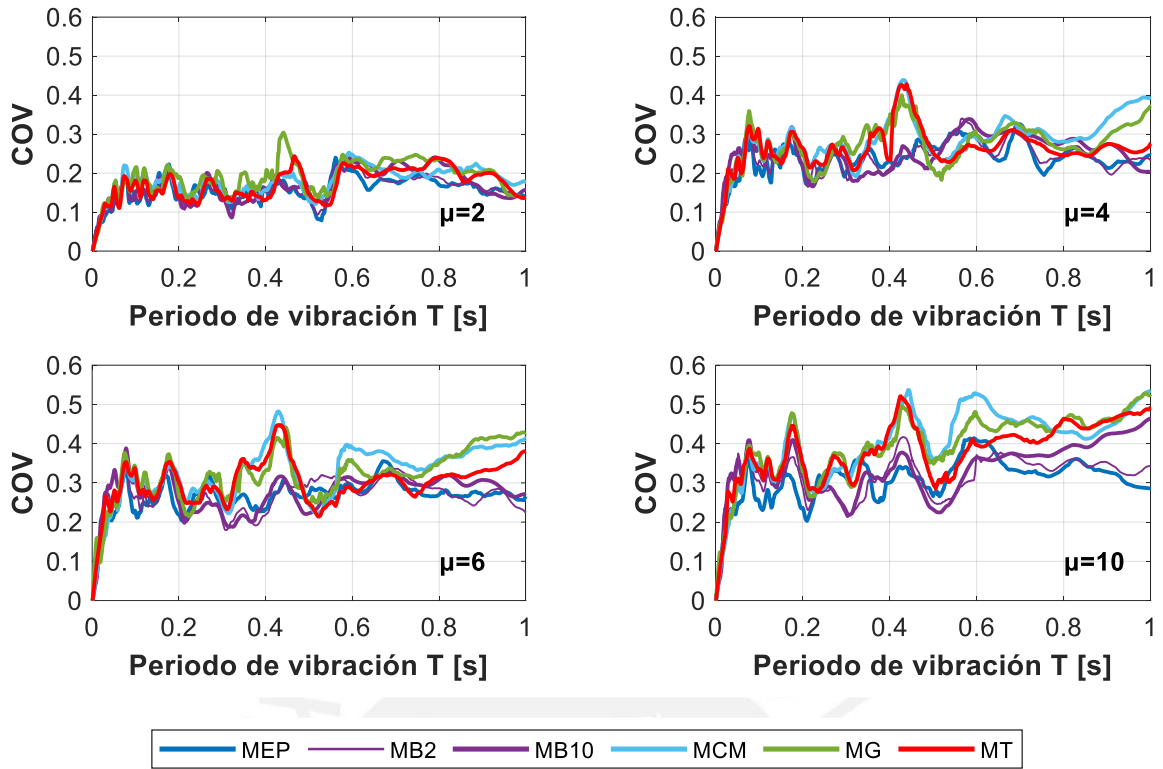 0.6 0.6
0.5 0.5
0.4 0.4
COV COV
0.3 0.3
0.2 0.2
0.1 μ=2 0.1 μ=4
0 0
0 0.2 0.4 0.6 0.8 1 0 0.2 0.4 0.6 0.8 1
Periodo de vibración T [s] Periodo de vibración T [s]
0.6 0.6
0.5 0.5
0.4 0.4
COV COV
0.3 0.3
0.2 0.2
0.1 μ=6 0.1 μ=10
0 0
0 0.2 0.4 0.6 0.8 1 0 0.2 0.4 0.6 0.8 1
Periodo de vibración T [s] Periodo de vibración T [s]
MEP MB2 MB10 MCM MG MT